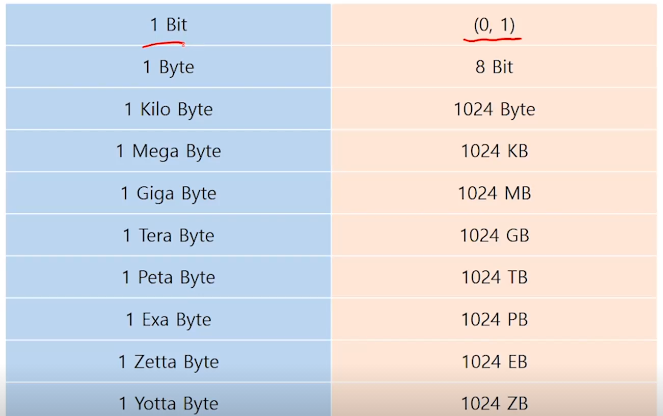 1 Bit (0, 1)
1 Byte 8 Bit
1 Kilo Byte 1024 Byte
1 Mega Byte 1024 KB
1 Giga Byte 1024 MB
1 Tera Byte 1024 GB
1 Peta Byte 1024 TB
1 Exa Byte 1024 PB
1 Zetta Byte 1024 EB
1 Yotta Byte 1024 ZB